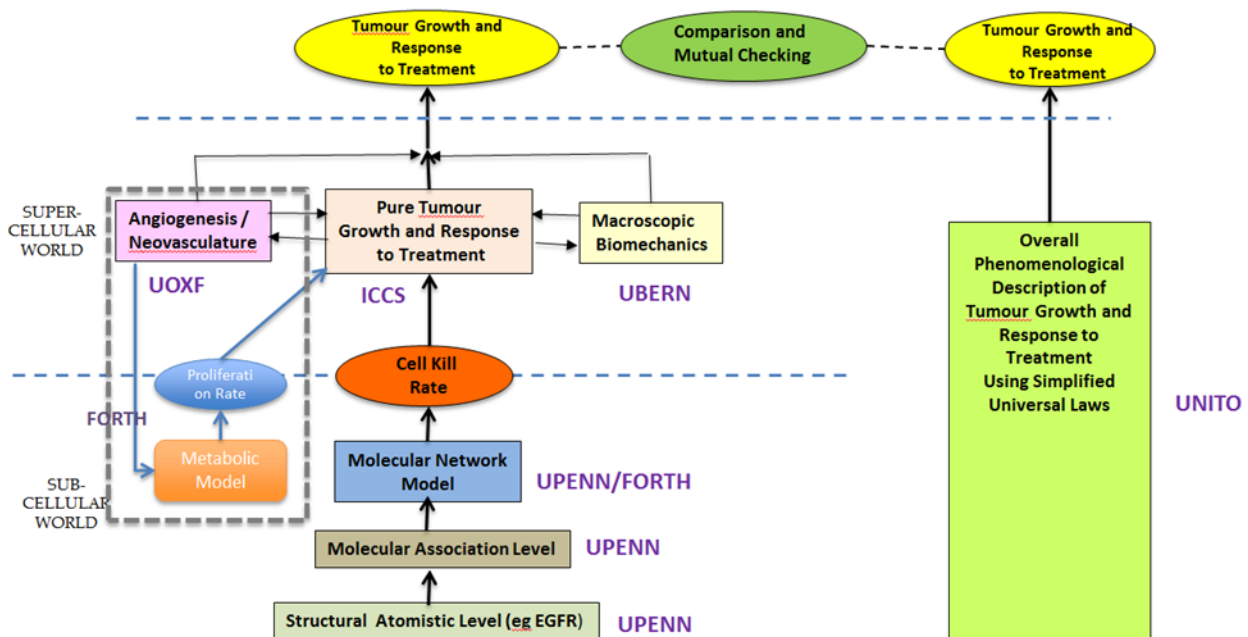 Tumour Growth and
Response
to Treatment
Comparison and
Mutual Checking
Tumour Growth and
Response
to Treatment
SUPER-
CELLULAR
WORLD
Angiogenesis /
Neovasculature
UOXF
Pure Tumour
Growth and Response
to Treatment
ICCS
Macroscopic
Biomechanics
UBERN
Overall
Phenomenological
Description of
Tumour Growth and
Response to
Treatment
Using Simplified
Universal Laws
UNITO
Proliferati
on Rate
Cell Kill
Rate
FORTH
Metabolic
Model
SUB-
CELLULAR
WORLD
Molecular Network
Model
UPENN/FORTH
Molecular Association Level
UPENN
Structural Atomistic Level (eg EGFR)
UPENN